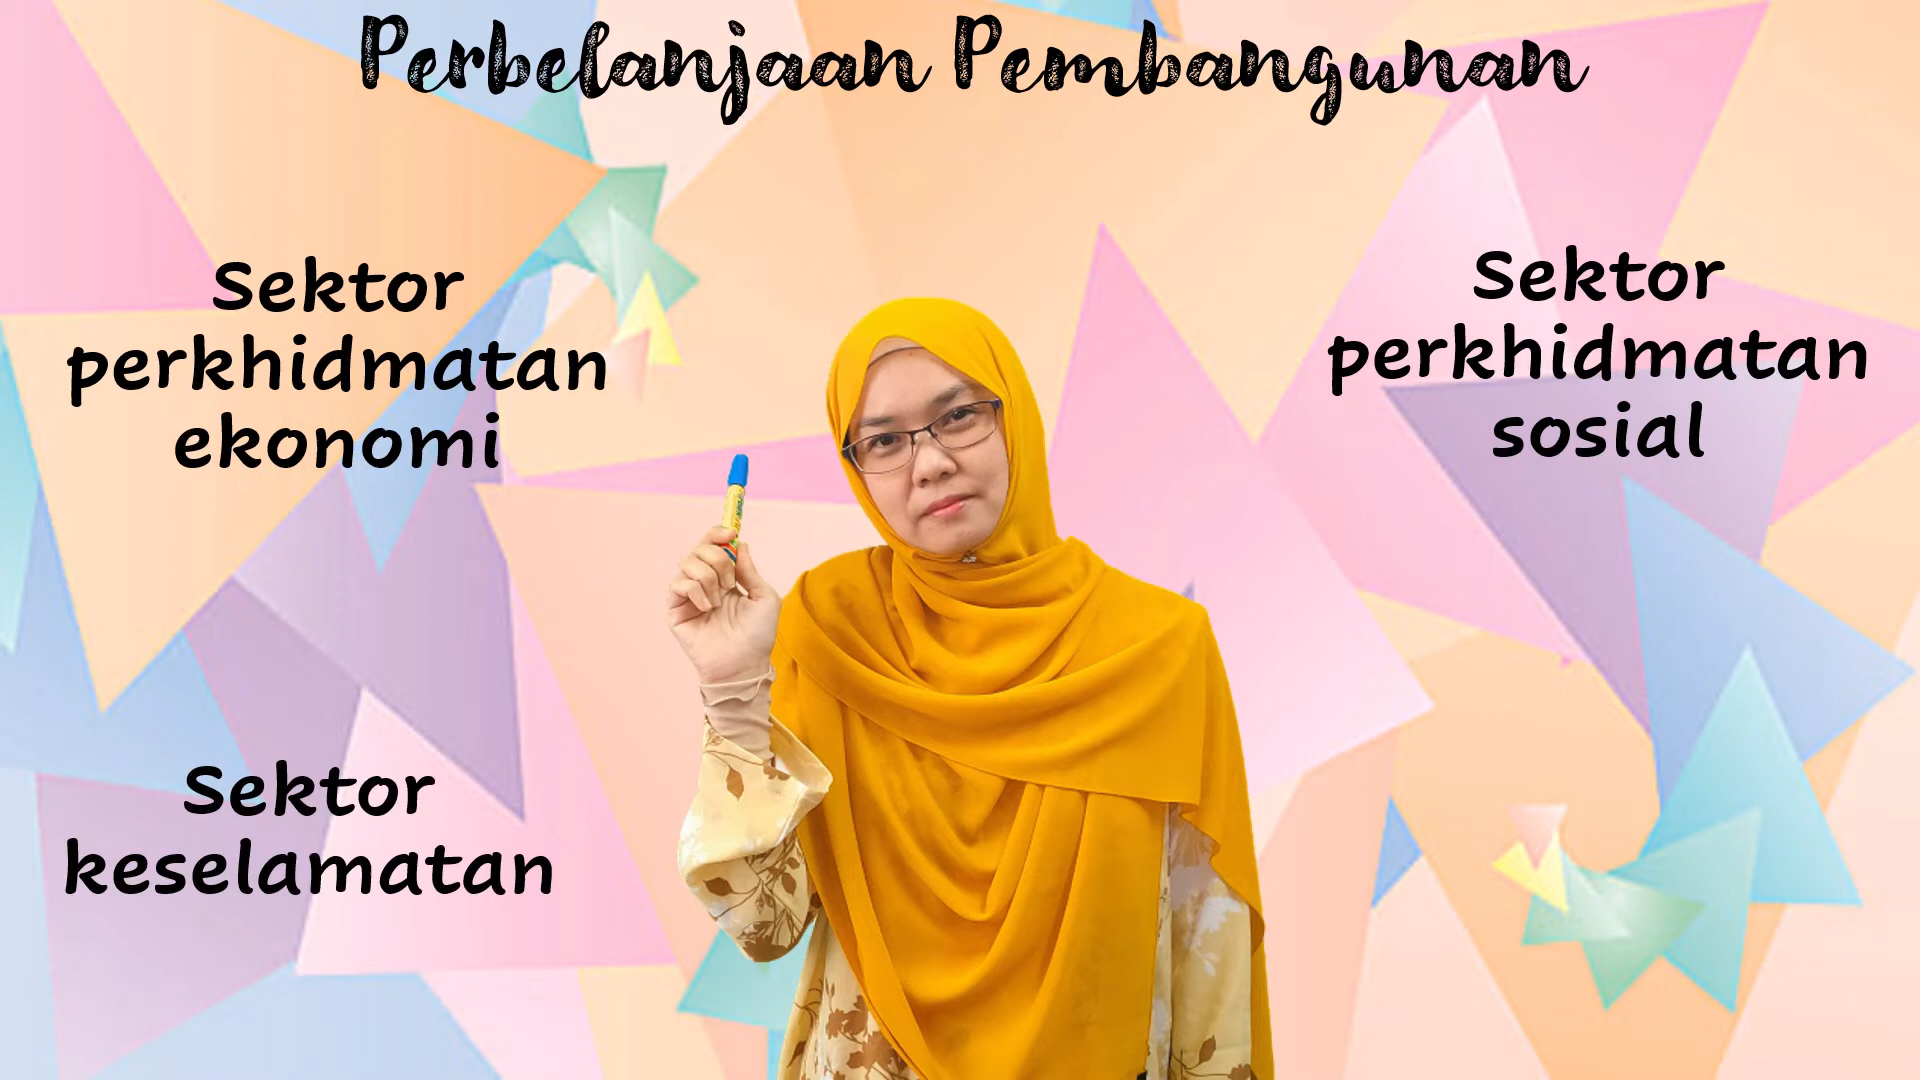 Perbelanjaan Pembangunan
Sektor
perkhidmatan
ekonomi
Sektor
perkhidmatan
sosial
Sektor
keselamatan